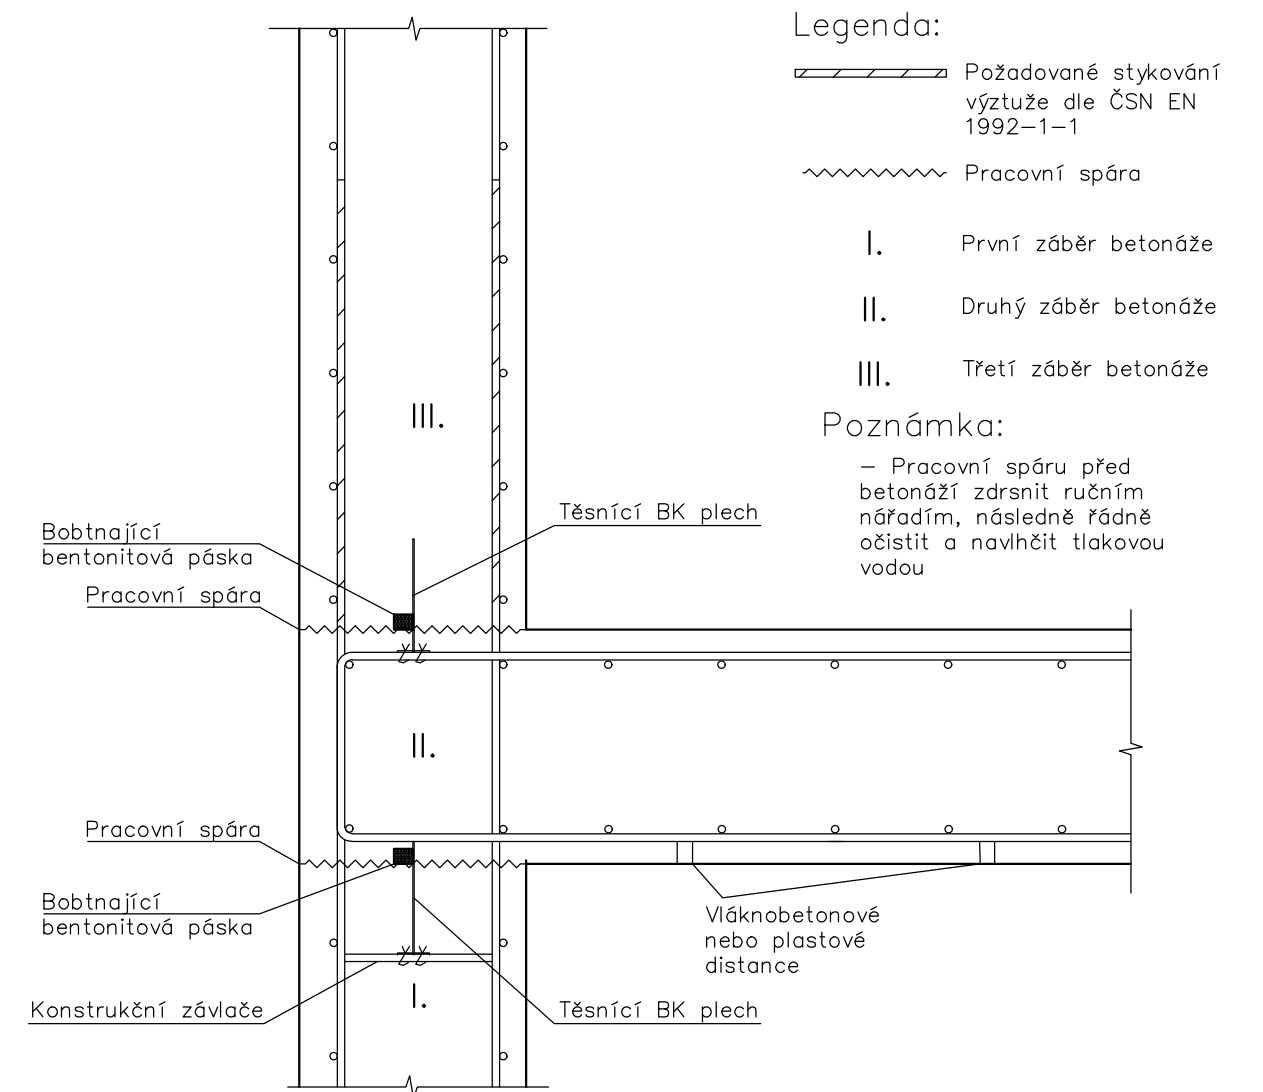 Legenda:
Požadované stykování
výztuže dle ČSN EN
1992-1-1
Pracovní spára
I.
První záběr betonáže
II.
Druhý záběr betonáže
III.
Třetí záběr betonáže
Poznámka:
- Pracovní spáru před
betonáží zdrsnit ručním
nářadím, následně řádně
očistit a navlhčit tlakovou
vodou
III.
Těsnící BK plech
Bobtnající
bentonitová páska
Pracovní spára
II.
Pracovní spára
Bobtnající
bentonitová páska
Vláknobetonové
nebo plastové
distance
I.
Konstrukční závlače
Těsnící BK plech